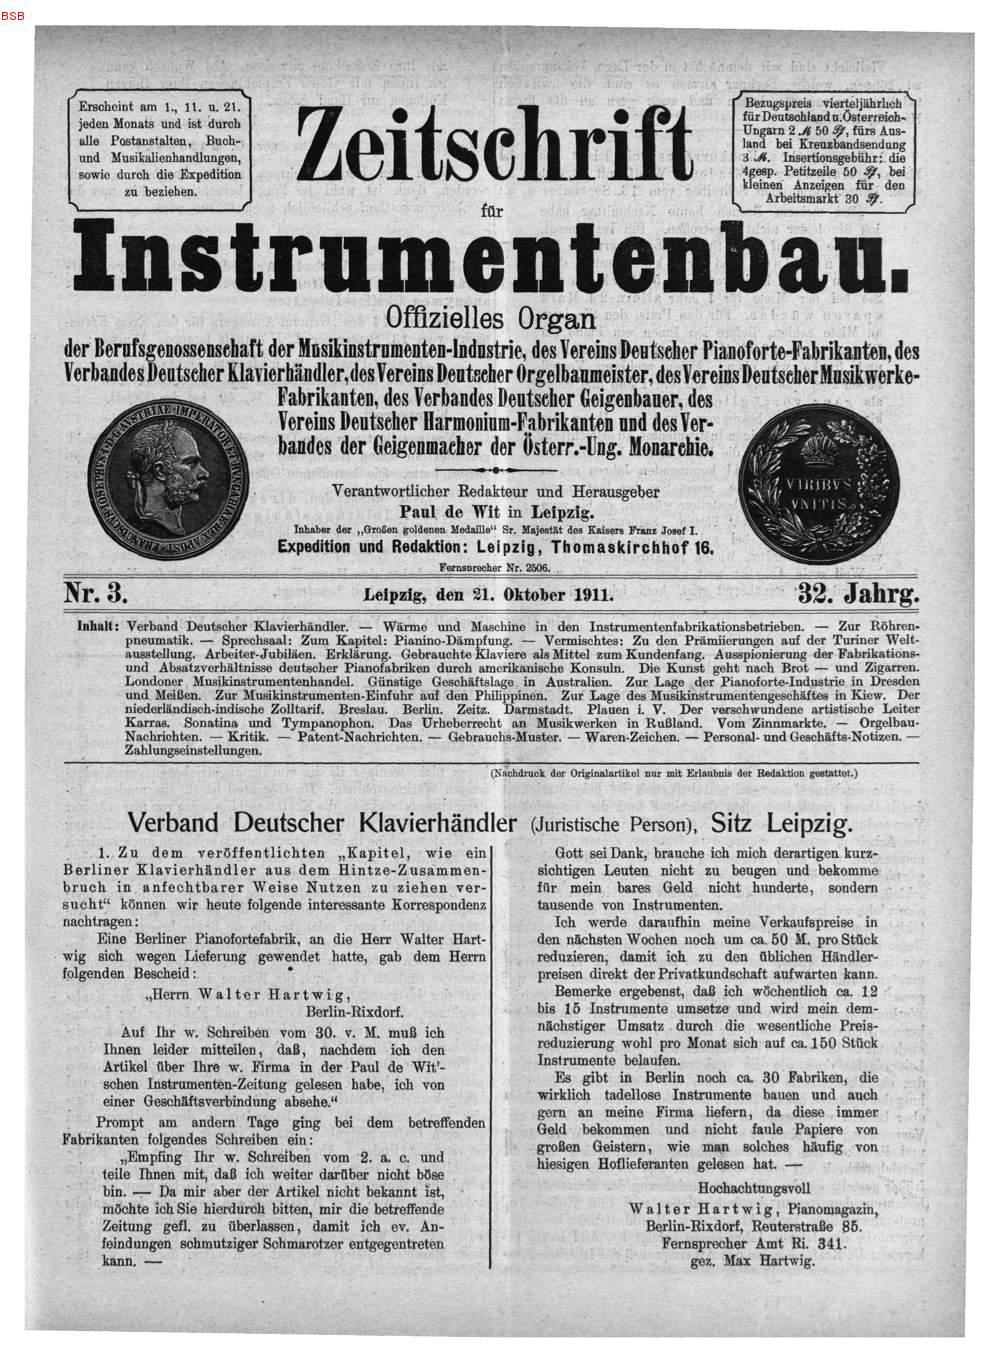 BSB
Erscheint am 1., 11. u. 21.
jeden Monats und ist durch
alle Postanstalten, Buch-
und Musikalienhandlungen,
sowie durch die Expedition
zu beziehen.
Zeitschrift
für
Instrumentenbau.
Bezugspreis vierteljährlich
für Deutschland u. Österreich-
Ungarn 2 ℳ 50 ₰, fürs Aus-
land bei Kreuzbandsendung
3 ℳ. Insertionsgebühr: die
4gesp. Petitzeile 50 ₰, bei
kleinen Anzeigen für den
Arbeitsmarkt 30 ₰.
Offizielles Organ
der Berufsgenossenschaft der Musikinstrumenten-Industrie, des Vereins Deutscher Pianoforte-Fabrikanten, des
Verbandes Deutscher Klavierhändler, des Vereins Deutscher Orgelbaumeister, des Vereins Deutscher Musikwerke-
Fabrikanten, des Verbandes Deutscher Geigenbauer, des
Vereins Deutscher Harmonium-Fabrikanten und des Ver-
bandes der Geigenmacher der Österr.-Ung. Monarchie.
VIRIBVS
VNITIS
Verantwortlicher Redakteur und Herausgeber
Paul de Wit in Leipzig.
Inhaber der „Großen goldenen Medaille“ Sr. Majestät des Kaisers Franz Josef I.
Expedition und Redaktion: Leipzig, Thomaskirchhof 16.
Fernsprecher Nr. 2506.
Nr. 3.
Leipzig, den 21. Oktober 1911.
32. Jahrg.
Inhalt: Verband Deutscher Klavierhändler. — Wärme und Maschine in den Instrumentenfabrikationsbetrieben. — Zur Röhren-
pneumatik. — Sprechsaal: Zum Kapitel: Pianino-Dämpfung. — Vermischtes: Zu den Prämiierungen auf der Turiner Welt-
ausstellung. Arbeiter-Jubiläen. Erklärung. Gebrauchte Klaviere als Mittel zum Kundenfang. Ausspionierung der Fabrikations-
und Absatzverhältnisse deutscher Pianofabriken durch amerikanische Konsuln. Die Kunst geht nach Brot — und Zigarren.
Londoner Musikinstrumentenhandel. Günstige Geschäftslage in Australien. Zur Lage der Pianoforte-Industrie in Dresden
und Meißen. Zur Musikinstrumenten-Einfuhr auf den Philippinen. Zur Lage des Musikinstrumentengeschäftes in Kiew. Der
niederländisch-indische Zolltarif. Breslau. Berlin. Zeitz. Darmstadt. Plauen i. V. Der verschwundene artistische Leiter
Karras. Sonatina und Tympanophon. Das Urheberrecht an Musikwerken in Rußland. Vom Zinnmarkte. — Orgelbau-
Nachrichten. — Kritik. — Patent-Nachrichten. — Gebrauchs-Muster. — Waren-Zeichen. — Personal- und Geschäfts-Notizen. —
Zahlungseinstellungen.
(Nachdruck der Originalartikel nur mit Erlaubnis der Redaktion gestattet.)
Verband Deutscher Klavierhändler (Juristische Person), Sitz Leipzig.
1. Zu dem veröffentlichten „Kapitel, wie ein
Berliner Klavierhändler aus dem Hintze-Zusammen-
bruch in anfechtbarer Weise Nutzen zu ziehen ver-
sucht“ können wir heute folgende interessante Korrespondenz
nachtragen:
Eine Berliner Pianofortefabrik, an die Herr Walter Hart-
wig sich wegen Lieferung gewendet hatte, gab dem Herrn
folgenden Bescheid:
„Herrn Walter Hartwig,
Berlin-Rixdorf.
Auf Ihr w. Schreiben vom 30. v. M. muß ich
Ihnen leider mitteilen, daß, nachdem ich den
Artikel über Ihre w. Firma in der Paul de Wit'-
schen Instrumenten-Zeitung gelesen habe, ich von
einer Geschäftsverbindung absehe.“
Prompt am andern Tage ging bei dem betreffenden
Fabrikanten folgendes Schreiben ein:
„Empfing Ihr w. Schreiben vom 2. a. c. und
teile Ihnen mit, daß ich weiter darüber nicht böse
bin. — Da mir aber der Artikel nicht bekannt ist,
möchte ich Sie hierdurch bitten, mir die betreffende
Zeitung gefl. zu überlassen, damit ich ev. An-
feindungen schmutziger Schmarotzer entgegentreten
kann. —
Gott sei Dank, brauche ich mich derartigen kurz-
sichtigen Leuten nicht zu beugen und bekomme
für mein bares Geld nicht hunderte, sondern
tausende von Instrumenten.
Ich werde daraufhin meine Verkaufspreise in
den nächsten Wochen noch um ca. 50 M. pro Stück
reduzieren, damit ich zu den üblichen Händler-
preisen direkt der Privatkundschaft aufwarten kann.
Bemerke ergebenst, daß ich wöchentlich ca. 12
bis 15 Instrumente umsetze und wird mein dem-
nächstiger Umsatz durch die wesentliche Preis-
reduzierung wohl pro Monat sich auf ca. 150 Stück
Instrumente belaufen.
Es gibt in Berlin noch ca. 30 Fabriken, die
wirklich tadellose Instrumente bauen und auch
gern an meine Firma liefern, da diese immer
Geld bekommen und nicht faule Papiere von
großen Geistern, wie man solches häufig von
hiesigen Hoflieferanten gelesen hat. —
Hochachtungsvoll
Walter Hartwig, Pianomagazin,
Berlin-Rixdorf, Reuterstraße 85.
Fernsprecher Amt Ri. 341.
gez. Max Hartwig.